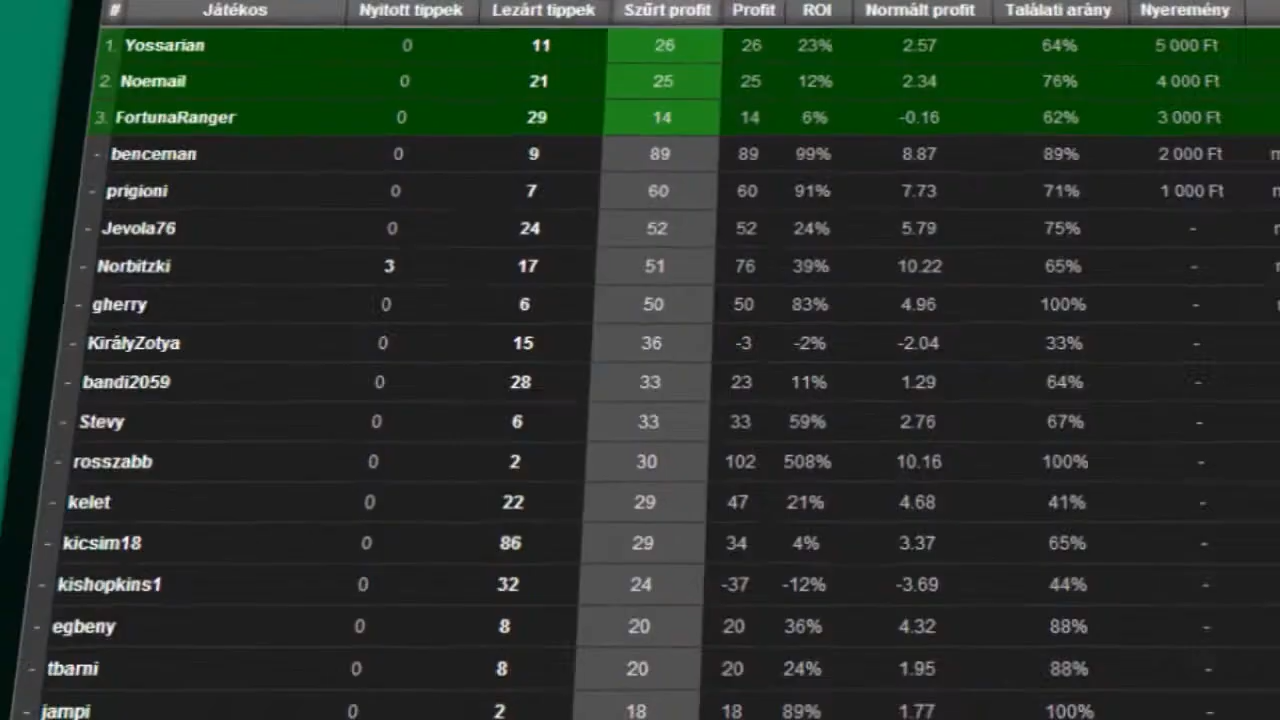 # Játékos Nyitott tippek Lezárt tippek Szűrt profit Profit ROI Normált profit Találati arány Nyeremény
1. Yossarian 0 11 26 26 23% 2.57 64% 5 000 Ft
2. Noemail 0 21 25 25 12% 2.34 76% 4 000 Ft
3. FortunaRanger 0 29 14 14 6% -0.16 62% 3 000 Ft
- benceman 0 9 89 89 99% 8.87 89% 2 000 Ft
- prigioni 0 7 60 60 91% 7.73 71% 1 000 Ft
- Jevola76 0 24 52 52 24% 5.79 75% -
- Norbitzki 3 17 51 76 39% 10.22 65% -
- gherry 0 6 50 50 83% 4.96 100% -
- KirályZotya 0 15 36 -3 -2% -2.04 33% -
- bandi2059 0 28 33 23 11% 1.29 64% -
- Stevy 0 6 33 33 59% 2.76 67% -
- rosszabb 0 2 30 102 508% 10.16 100% -
- kelet 0 22 29 47 21% 4.68 41% -
- kicsim18 0 86 29 34 4% 3.37 65% -
- kishopkins1 0 32 24 -37 -12% -3.69 44% -
- egbeny 0 8 20 20 36% 4.32 88% -
- tbarni 0 8 20 20 24% 1.95 88% -
- jampi 0 2 18 18 89% 1.77 100% -